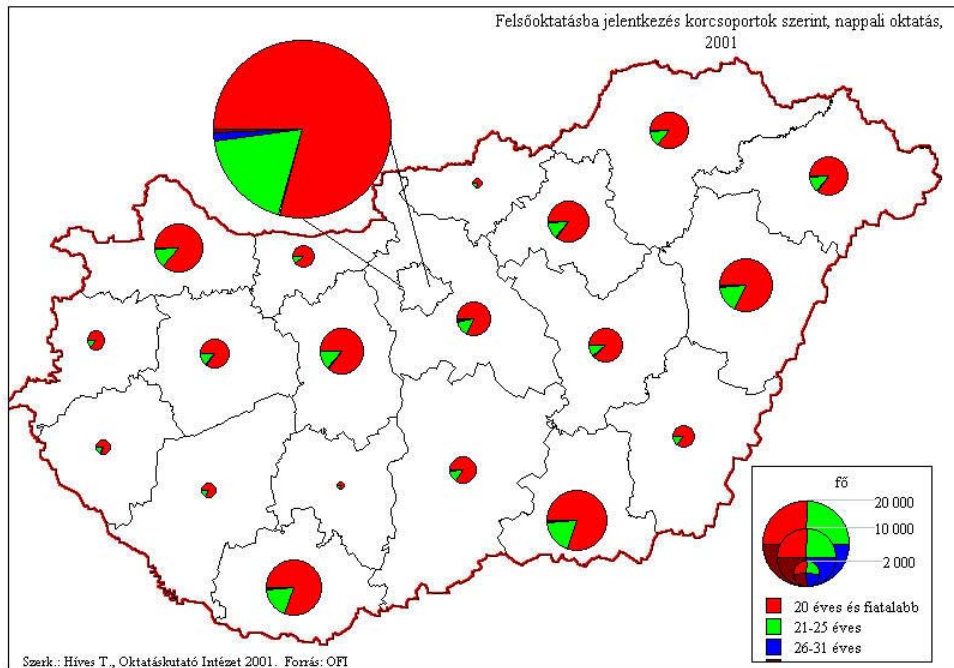 Felsőoktatásba jelentkezés korcsoportok szerint, nappali oktatás,
2001
fő
20 000
10 000
2 000
20 éves és fiatalabb
21-25 éves
26-31 éves
Szerk.: Híves T., Oktatáskutató Intézet 2001. Forrás: OFI